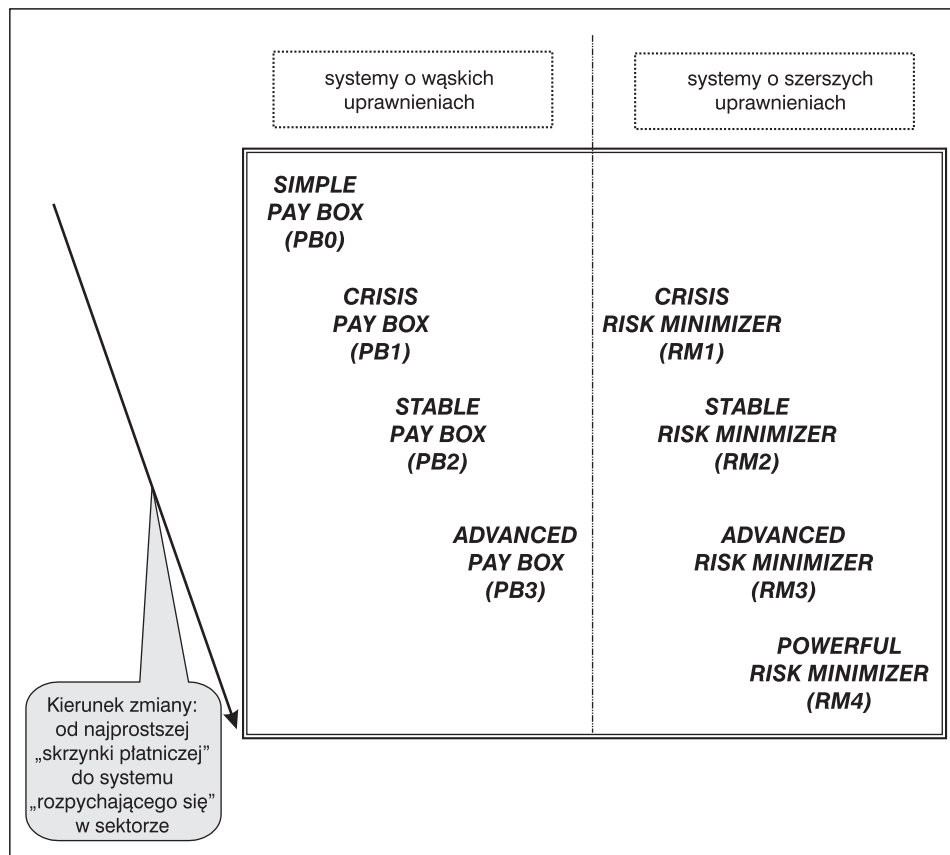 systemy o wąskich
uprawnieniach
systemy o szerszych
uprawnieniach
SIMPLE
PAY BOX
(PB0)
CRISIS
PAY BOX
(PB1)
CRISIS
RISK MINIMIZER
(RM1)
STABLE
PAY BOX
(PB2)
STABLE
RISK MINIMIZER
(RM2)
ADVANCED
PAY BOX
(PB3)
ADVANCED
RISK MINIMIZER
(RM3)
POWERFUL
RISK MINIMIZER
(RM4)
Kierunek zmiany:
od najprostszej
„skrzynki płatniczej”
do systemu
„rozpychającego się”
w sektorze